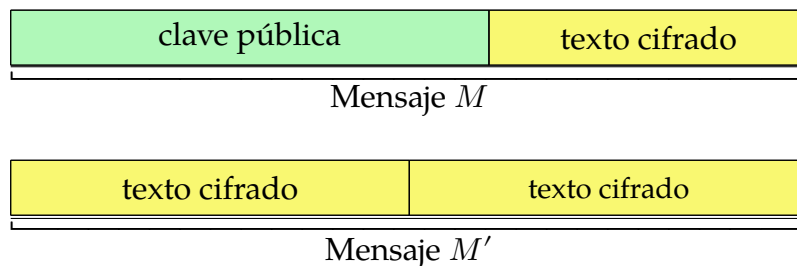 clave pública texto cifrado
Mensaje M
texto cifrado texto cifrado
Mensaje M′